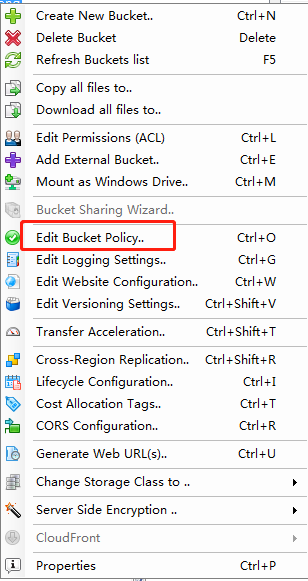 Create New Bucket.. Ctrl+N
Delete Bucket Delete
Refresh Buckets list F5
Copy all files to..
Download all files to..
Edit Permissions (ACL) Ctrl+L
Add External Bucket.. Ctrl+E
Mount as Windows Drive.. Ctrl+M
Bucket Sharing Wizard..
Edit Bucket Policy.. Ctrl+O
Edit Logging Settings.. Ctrl+G
Edit Website Configuration.. Ctrl+W
Edit Versioning Settings.. Ctrl+Shift+V
Transfer Acceleration.. Ctrl+Shift+T
Cross-Region Replication.. Ctrl+Shift+R
Lifecycle Configuration.. Ctrl+I
Cost Allocation Tags.. Ctrl+T
CORS Configuration.. Ctrl+R
Generate Web URL(s).. Ctrl+U
Change Storage Class to ..
Server Side Encryption ..
CloudFront
Properties Ctrl+P